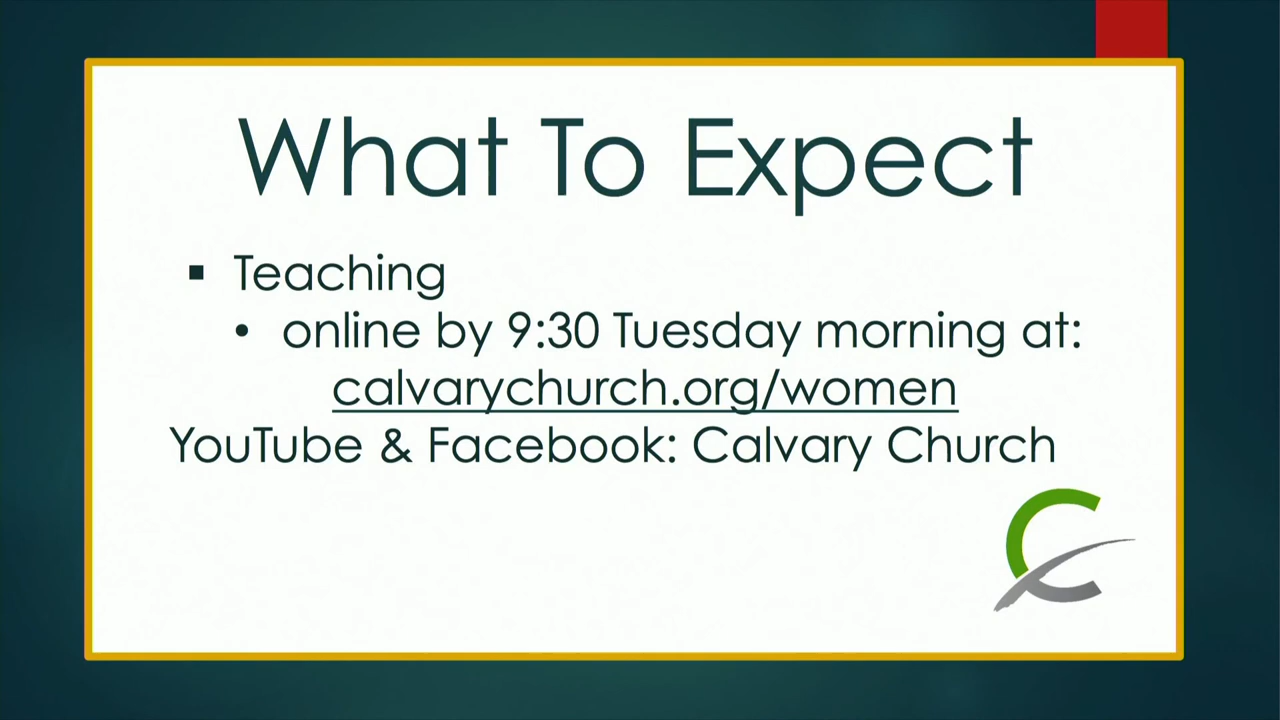 What To Expect
▪ Teaching
• online by 9:30 Tuesday morning at:
calvarychurch.org/women
YouTube & Facebook: Calvary Church